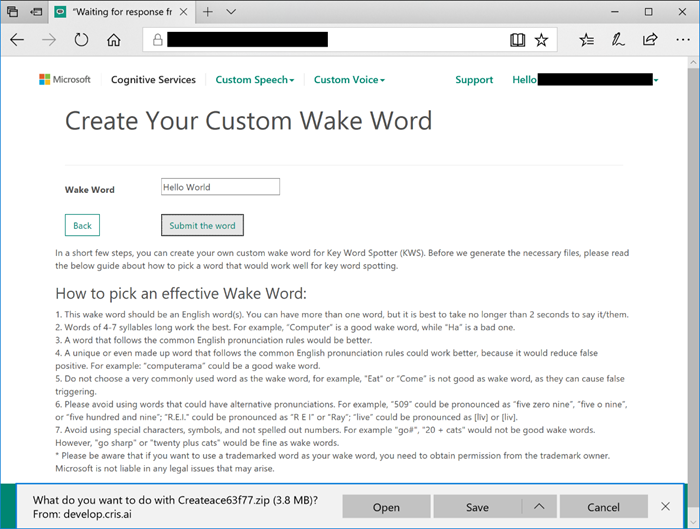 "Waiting for response fr
Microsoft Cognitive Services Custom Speech Custom Voice Support Hello
Create Your Custom Wake Word
Wake Word Hello World
Back Submit the word
In a short few steps, you can create your own custom wake word for Key Word Spotter (KWS). Before we generate the necessary files, please read
the below guide about how to pick a word that would work well for key word spotting.
How to pick an effective Wake Word:
1. This wake word should be an English word(s). You can have more than one word, but it is best to take no longer than 2 seconds to say it/them.
2. Words of 4-7 syllables long work the best. For example, "Computer" is a good wake word, while "Ha" is a bad one.
3. A word that follows the common English pronunciation rules would be better.
4. A unique or even made up word that follows the common English pronunciation rules could work better, because it would reduce false
positive. For example: "computerama" could be a good wake word.
5. Do not choose a very commonly used word as the wake word, for example, "Eat" or "Come" is not good as wake word, as they can cause false
triggering.
6. Please avoid using words that could have alternative pronunciations. For example, "509" could be pronounced as "five zero nine", "five o nine",
or "five hundred and nine"; "R.E.I." could be pronounced as "R E I" or "Ray"; "live" could be pronounced as [liv] or [liv].
7. Avoid using special characters, symbols, and not spelled out numbers. For example "go#", "20 + cats" would not be good wake words.
However, "go sharp" or "twenty plus cats" would be fine as wake words.
* Please be aware that if you want to use a trademarked word as your wake word, you need to obtain permission from the trademark owner.
Microsoft is not liable in any legal issues that may arise.
What do you want to do with Createace63f77.zip (3.8 MB)?
From: develop.cris.ai
Open Save Cancel